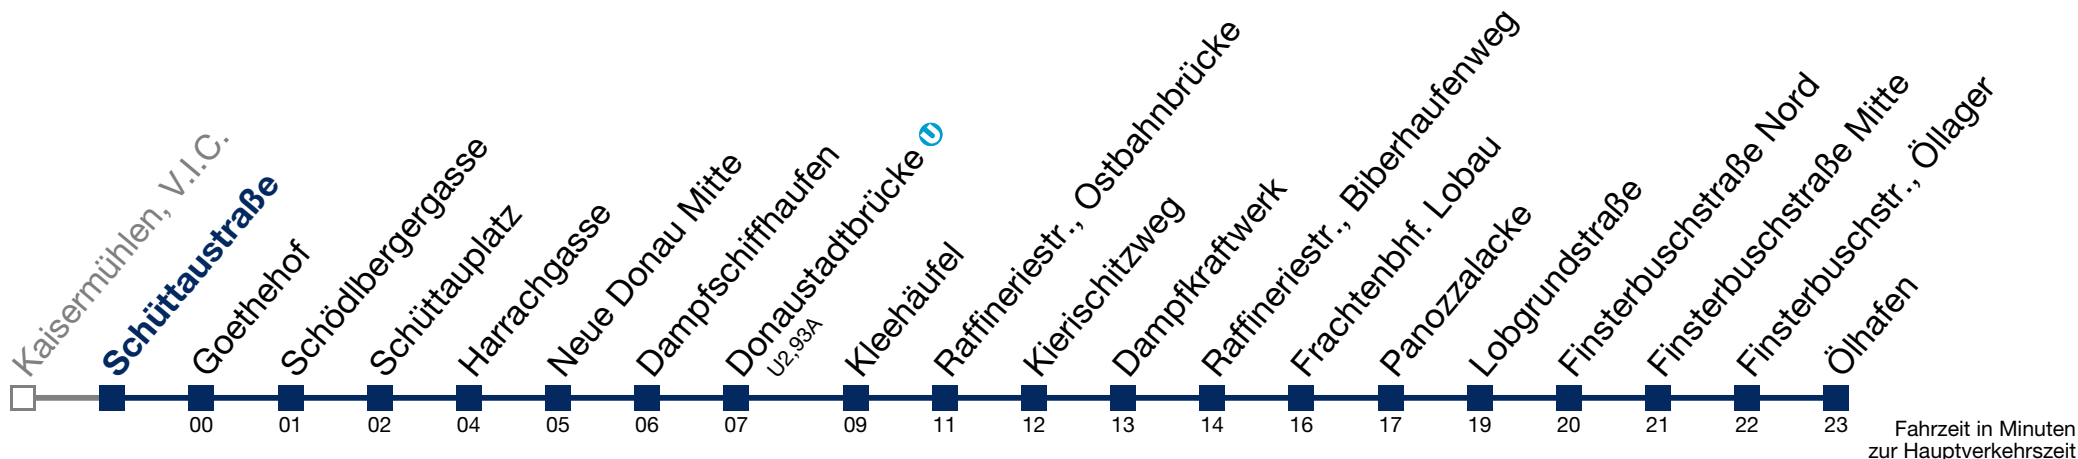 Kaisermühlen, V.I.C.
Schüttaustraße
Goethehof
Schödlbergergasse
Schüttauplatz
Harrachgasse
Neue Donau Mitte
Dampfschiffhaufen
Donaustadtbrücke U
U2,93A
Kleehäufel
Raffineriestr., Ostbahnbrücke
Kierischitzweg
Dampfkraftwerk
Raffineriestr., Biberhaufenweg
Frachtenbhf. Lobau
Panozzalacke
Lobgrundstraße
Finsterbuschstraße Nord
Finsterbuschstraße Mitte
Finsterbuschstr., Öllager
Ölhafen
00 01 02 04 05 06 07 09 11 12 13 14 16 17 19 20 21 22 23
Fahrzeit in Minuten
zur Hauptverkehrszeit